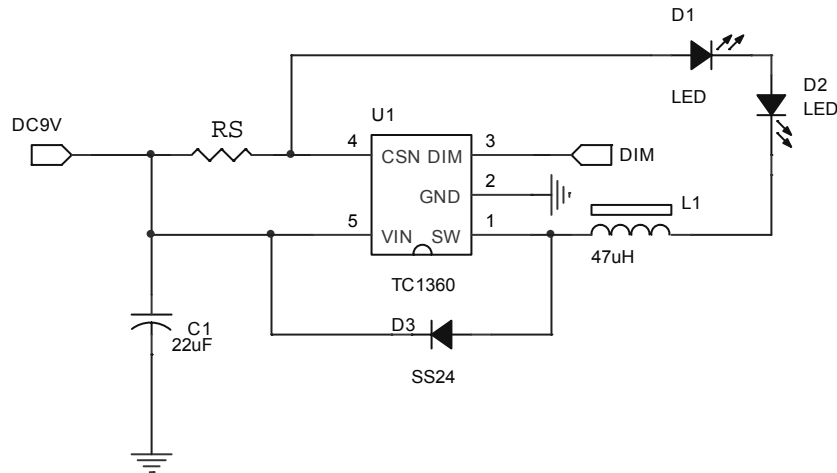 D1
LED
D2
LED
DC9V
RS
U1
4
CSN
DIM
3
DIM
GND
2
5
VIN
SW
1
L1
47uH
TC1360
D3
SS24
C1
22uF